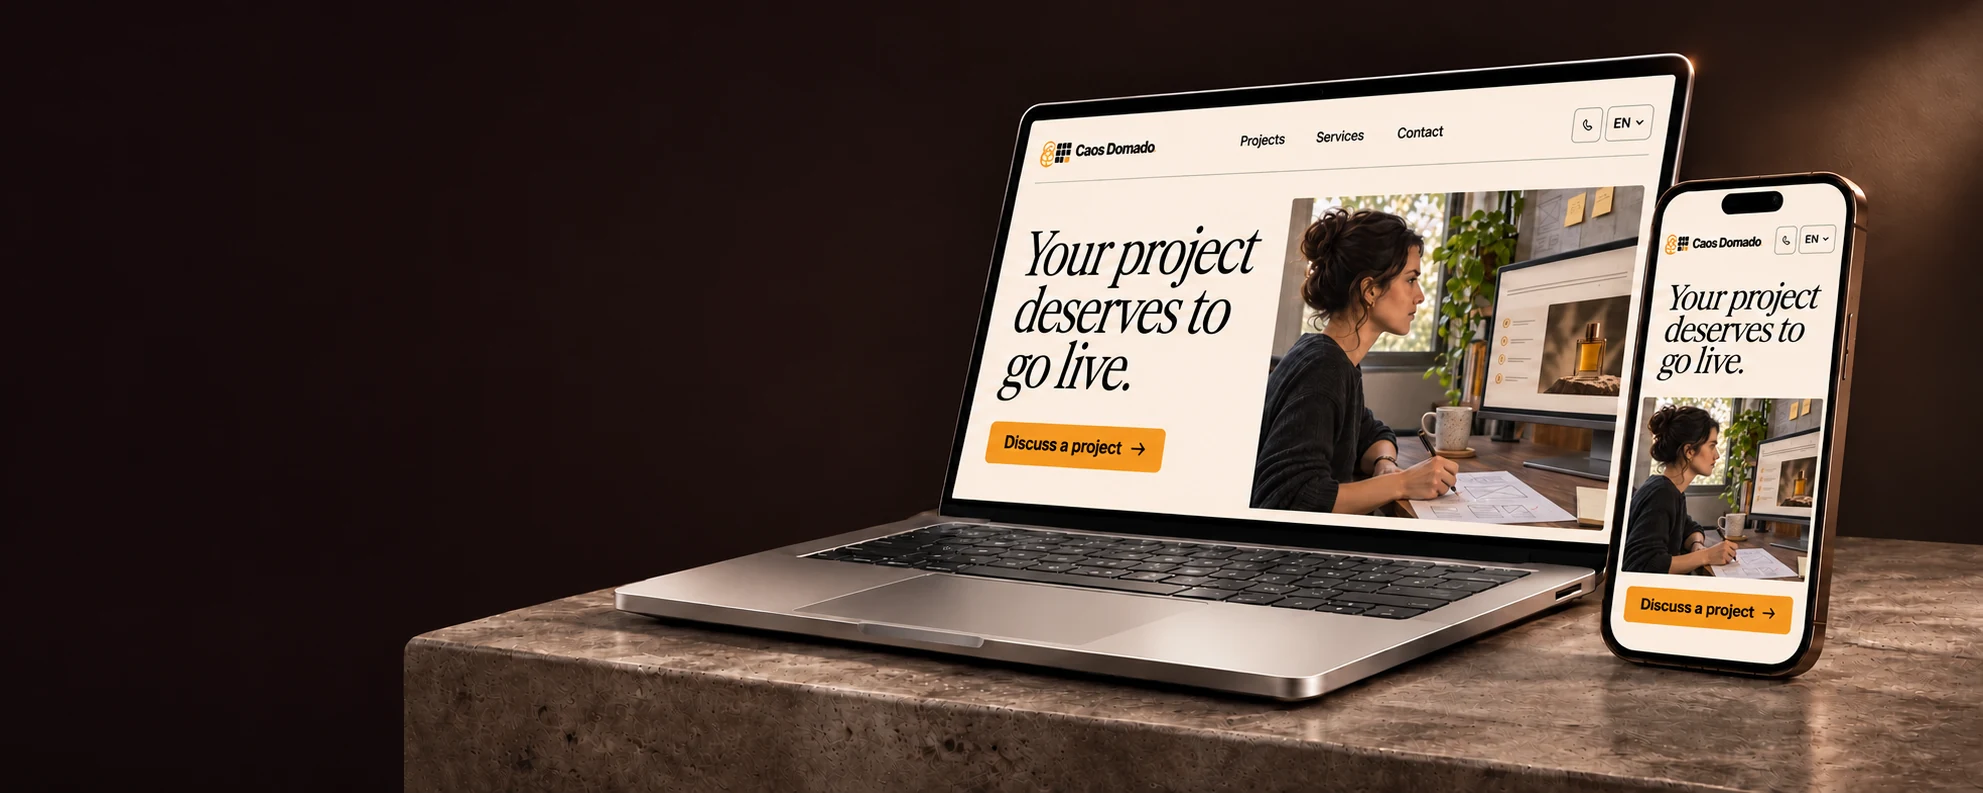 Caos Domado
Projects
Services
Contact
EN
Your project
deserves to
go live.
Discuss a project →
Caos Domado
EN
Your project
deserves to
go live.
Discuss a project →